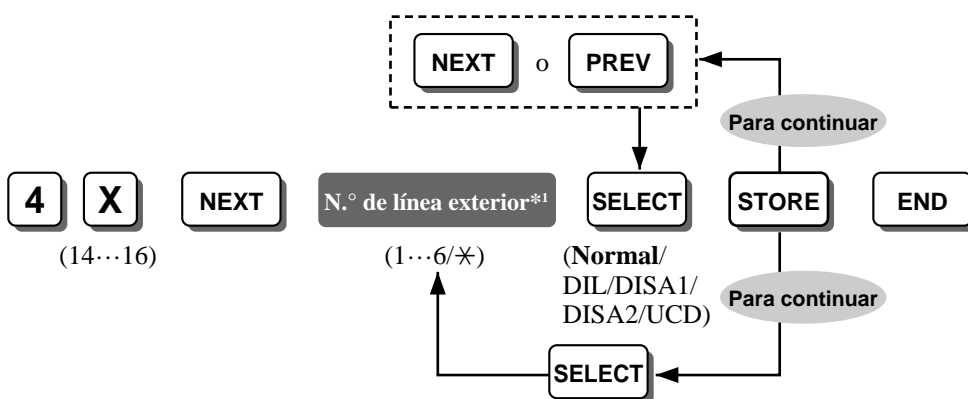 NEXT o PREV
Para continuar
4 X NEXT N.° de línea exterior*1 SELECT STORE END
(14···16) (1···6/✳) (Normal/
DIL/DISA1/
DISA2/UCD)
Para continuar
SELECT